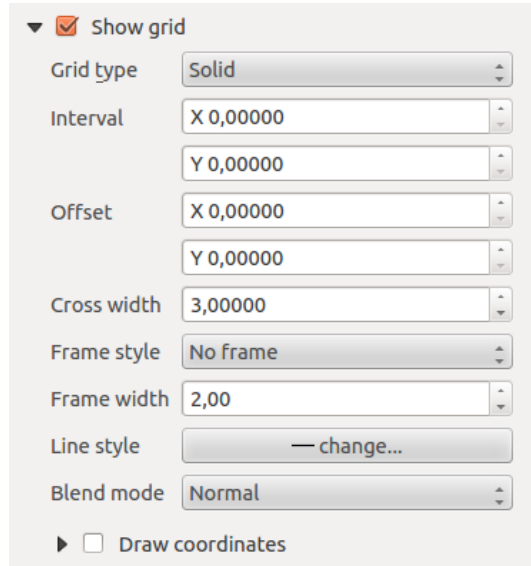 Show grid
Grid type Solid
Interval X 0,00000
Y 0,00000
Offset X 0,00000
Y 0,00000
Cross width 3,00000
Frame style No frame
Frame width 2,00
Line style change...
Blend mode Normal
Draw coordinates